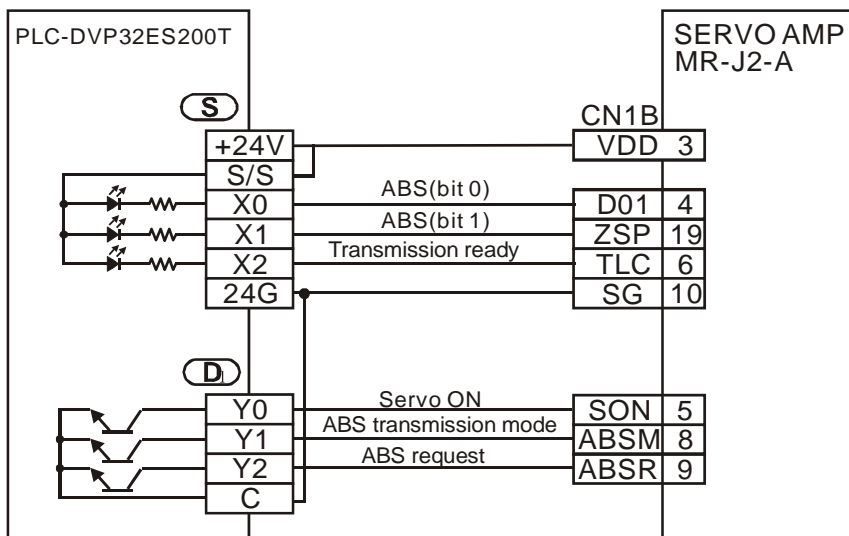 PLC-DVP32ES200T
SERVO AMP
MR-J2-A
S
CN1B
+24V
VDD 3
S/S
X0 ABS(bit 0) D01 4
X1 ABS(bit 1) ZSP 19
X2 Transmission ready TLC 6
24G SG 10
D
Y0 Servo ON SON 5
Y1 ABS transmission mode ABSM 8
Y2 ABS request ABSR 9
C